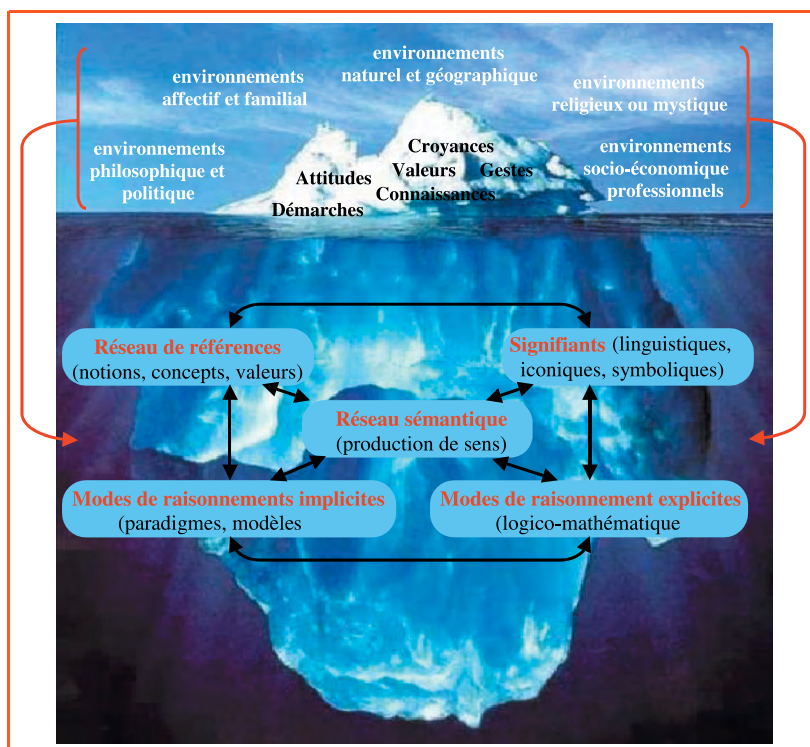 environnements
naturel et géographique
environnements
affectif et familial
environnements
religieux ou mystique
environnements
philosophique et
politique
environnements
socio-économique
professionnels
Croyances
Valeurs Gestes
Attitudes
Connaissances
Démarches
Réseau de références
(notions, concepts, valeurs)
Signifiants (linguistiques,
iconiques, symboliques)
Réseau sémantique
(production de sens)
Modes de raisonnements implicites
(paradigmes, modèles
Modes de raisonnement explicites
(logico-mathématique